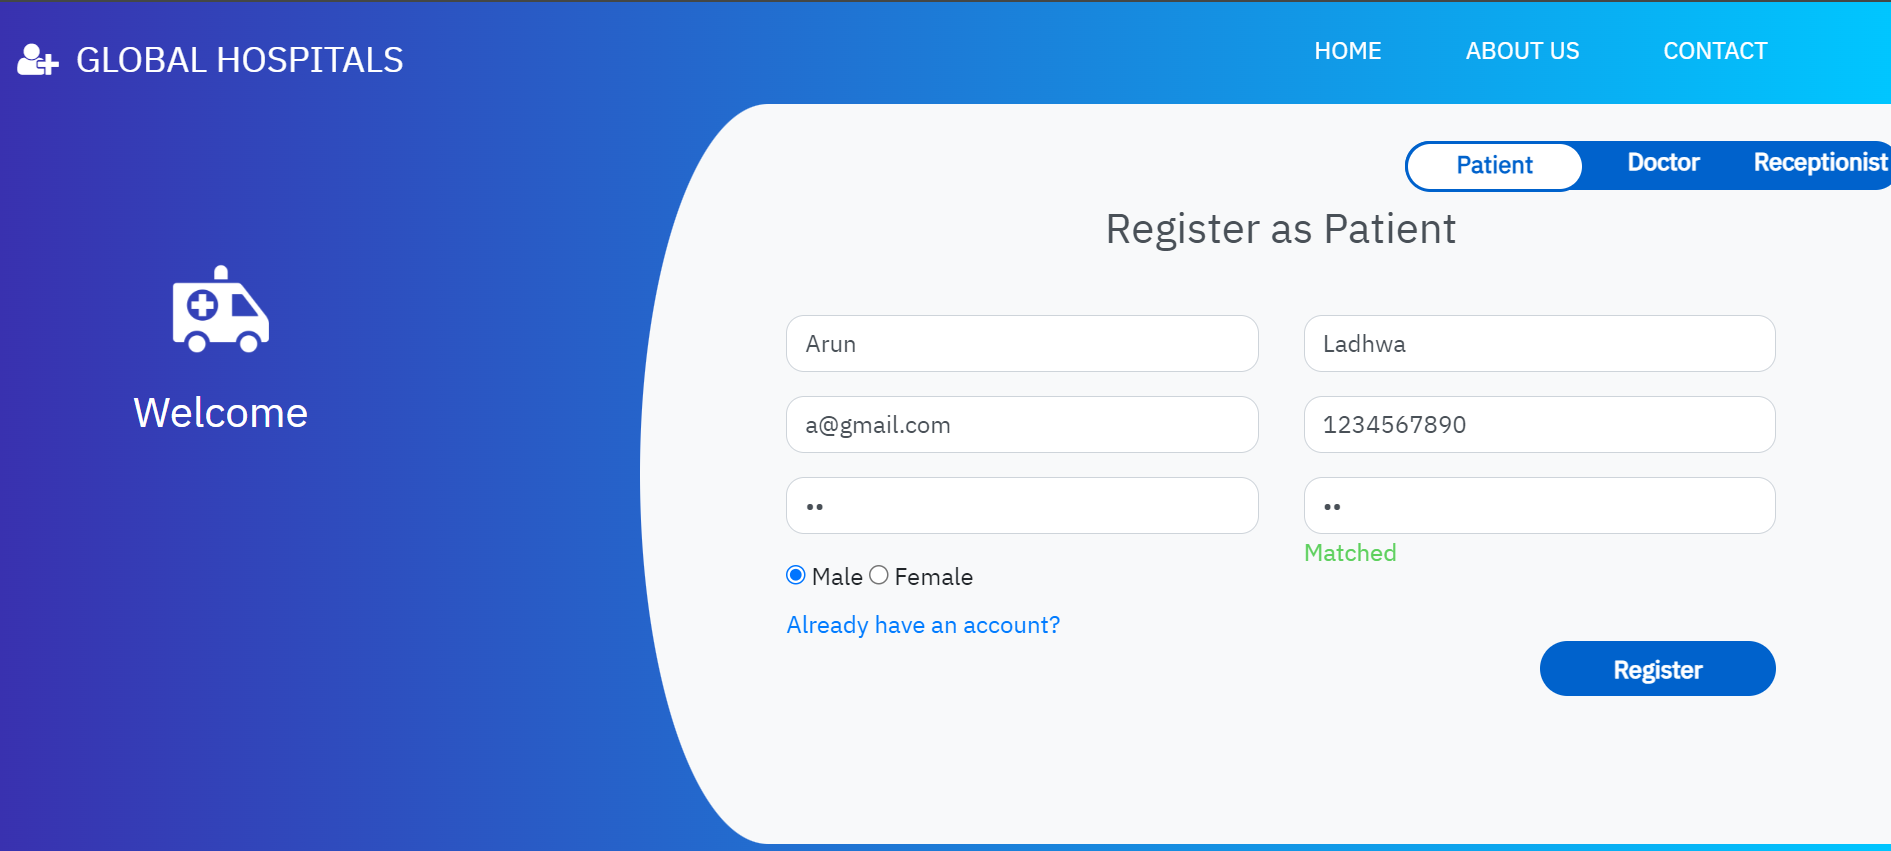 GLOBAL HOSPITALS
HOME ABOUT US CONTACT
Patient Doctor Receptionist
Register as Patient
Welcome
Arun Ladhwa
a@gmail.com 1234567890
•• ••
Matched
Male Female
Already have an account?
Register